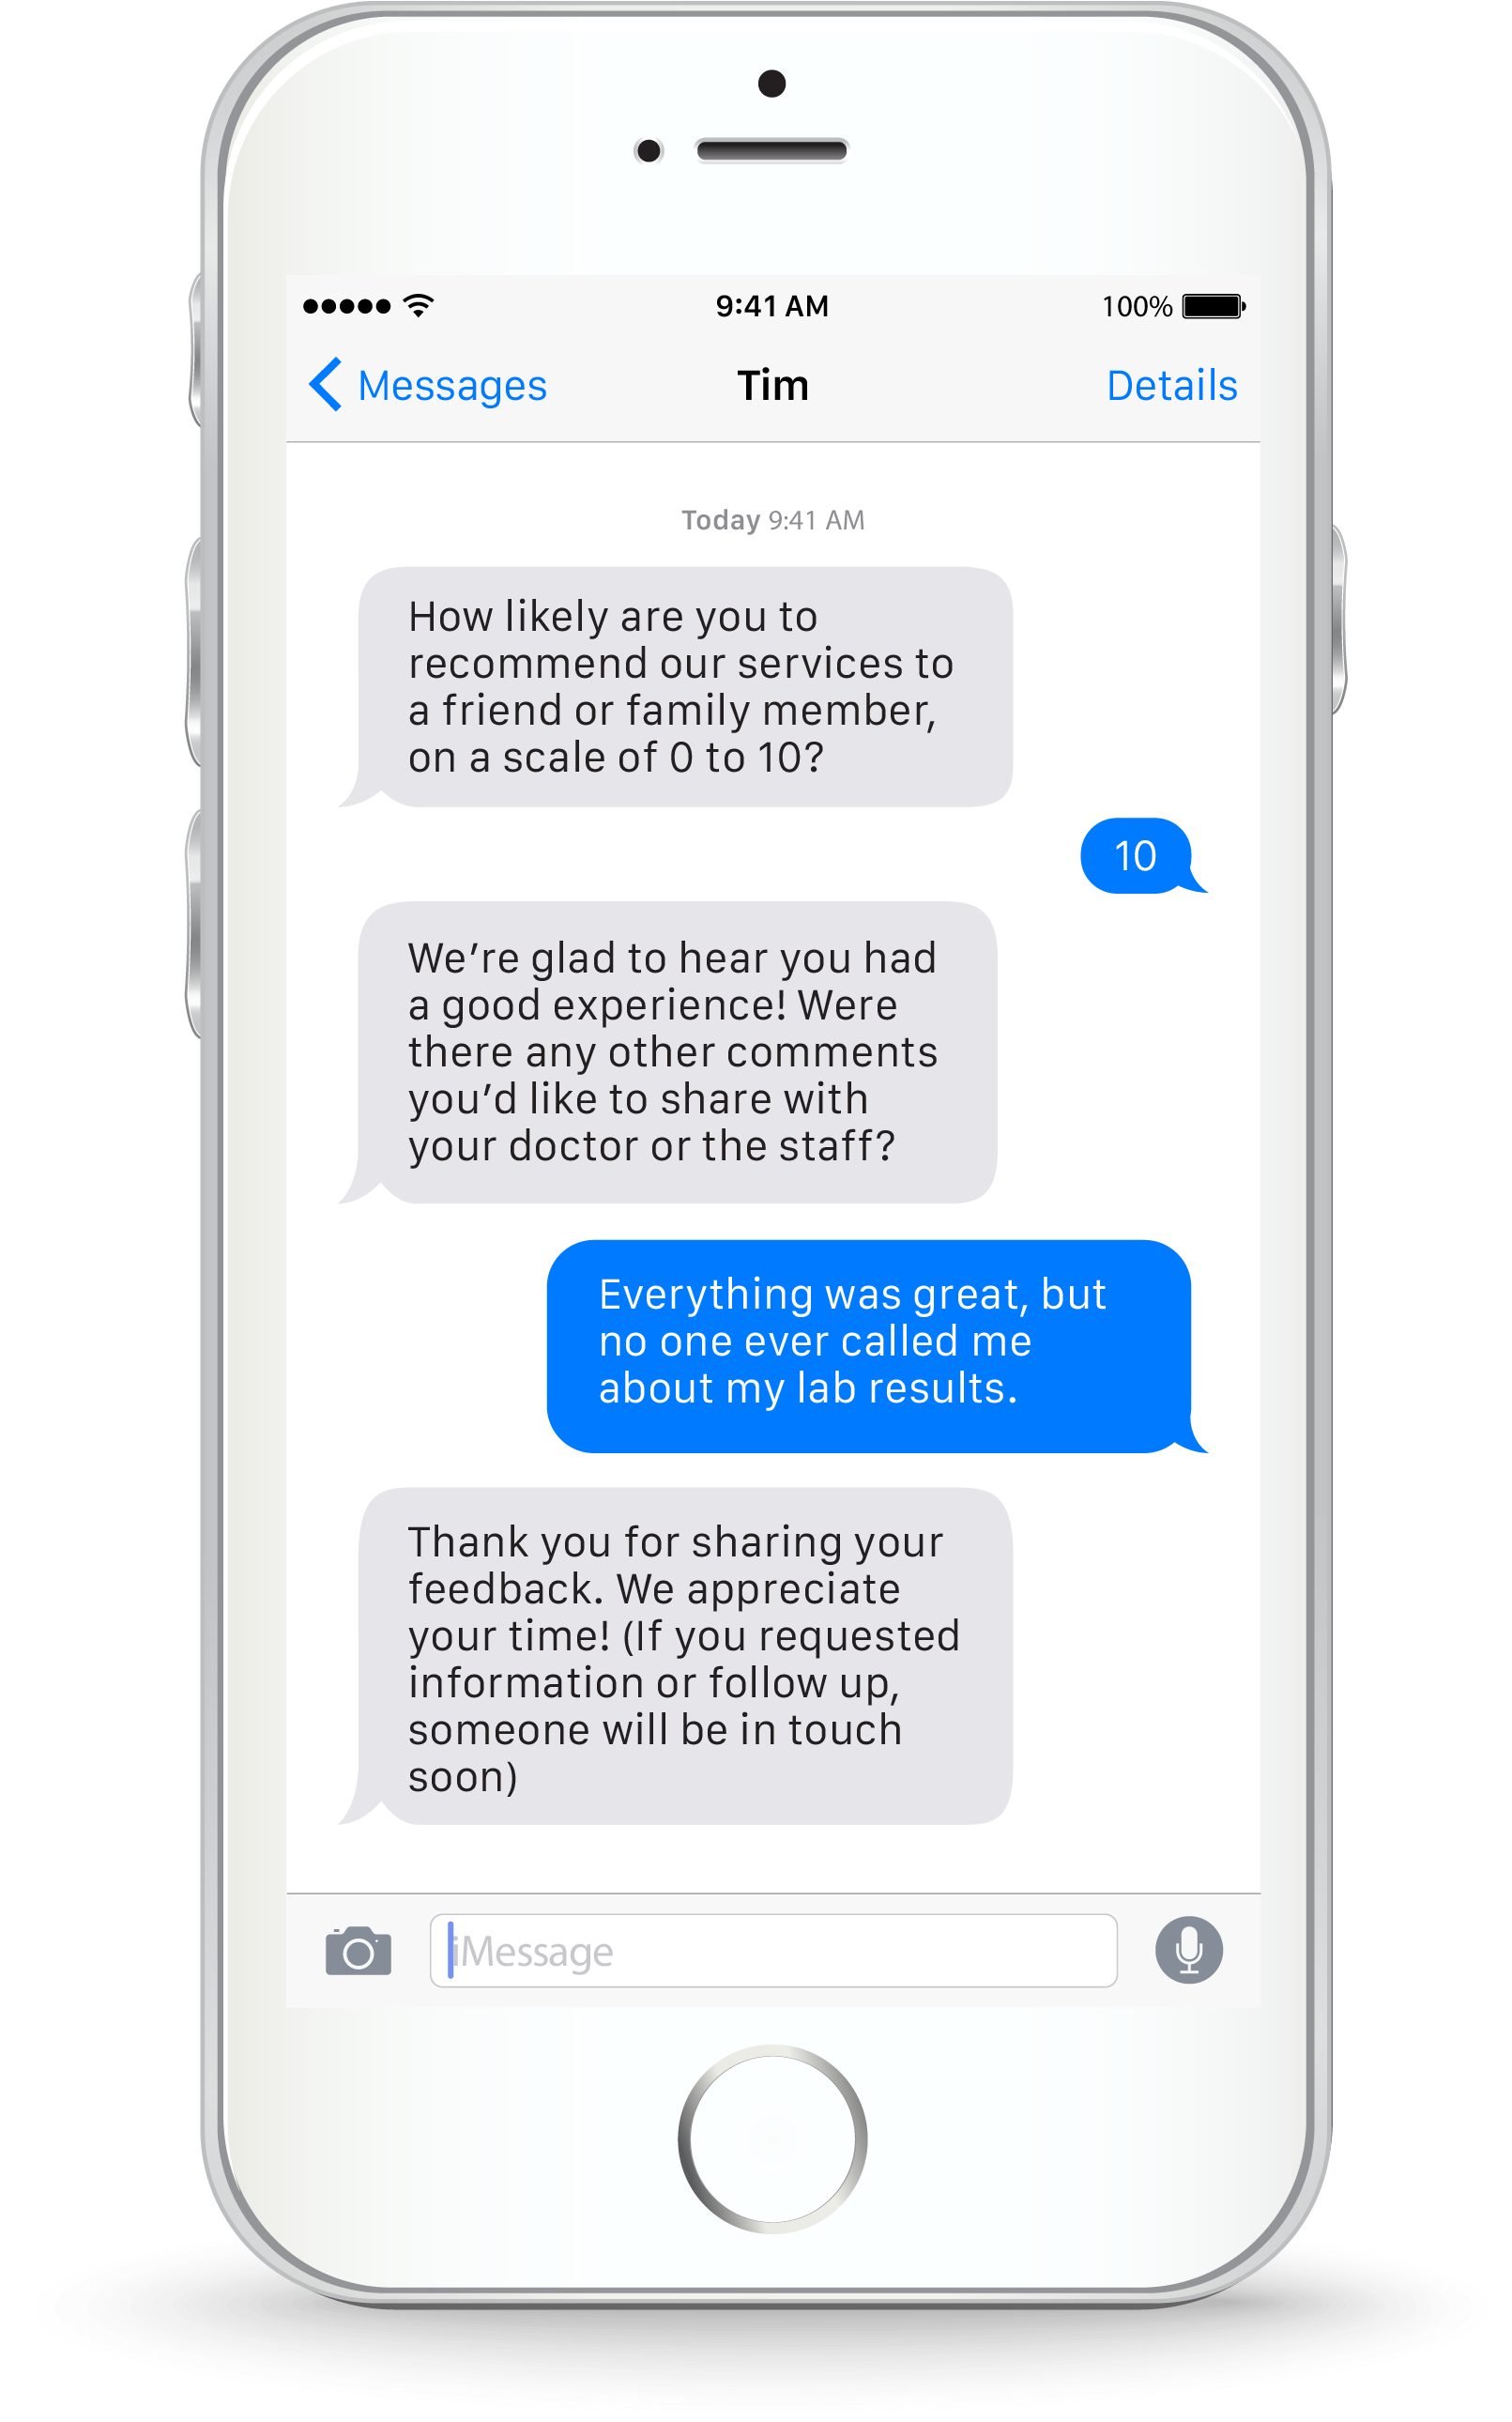 9:41 AM
100%
Messages
Tim
Details
Today 9:41 AM
How likely are you to
recommend our services to
a friend or family member,
on a scale of 0 to 10?
10
We’re glad to hear you had
a good experience! Were
there any other comments
you’d like to share with
your doctor or the staff?
Everything was great, but
no one ever called me
about my lab results.
Thank you for sharing your
feedback. We appreciate
your time! (If you requested
information or follow up,
someone will be in touch
soon)
iMessage